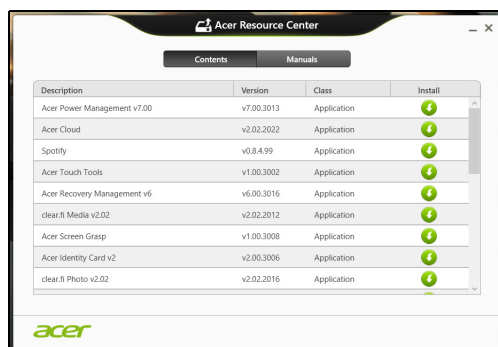 Acer Resource Center
Contents Manuals
Description Version Class Install
Acer Power Management v7.00 v7.00.3013 Application
Acer Cloud v2.02.2022 Application
Spotify v0.8.4.99 Application
Acer Touch Tools v1.00.3002 Application
Acer Recovery Management v6 v6.00.3016 Application
clear.fi Media v2.02 v2.02.2012 Application
Acer Screen Grasp v1.00.3008 Application
Acer Identity Card v2 v2.00.3006 Application
clear.fi Photo v2.02 v2.02.2016 Application
acer